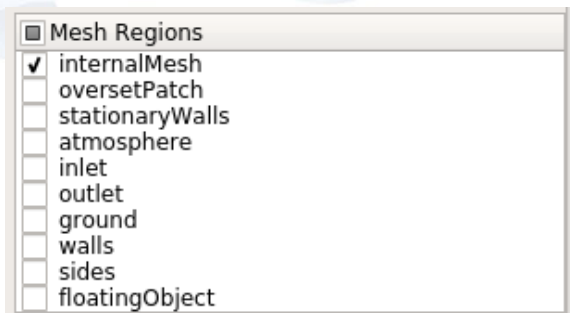 Mesh Regions
internalMesh
oversetPatch
stationaryWalls
atmosphere
inlet
outlet
ground
walls
sides
floatingObject